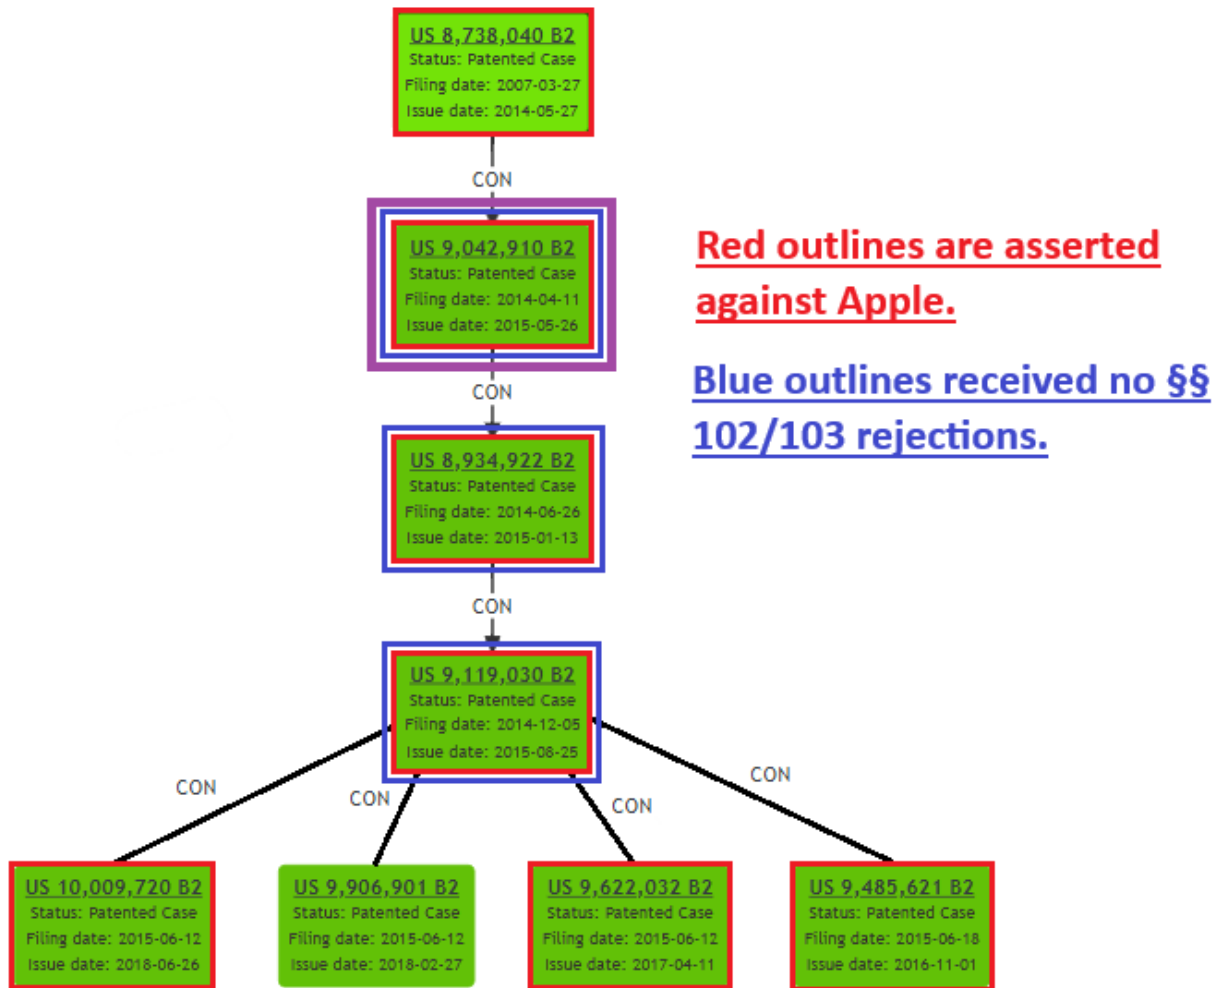 US 8,738,040 B2
Status: Patented Case
Filing date: 2007-03-27
Issue date: 2014-05-27
CON
US 9,042,910 B2
Status: Patented Case
Filing date: 2014-04-11
Issue date: 2015-05-26
Red outlines are asserted
against Apple.
Blue outlines received no §§
102/103 rejections.
CON
US 8,934,922 B2
Status: Patented Case
Filing date: 2014-06-26
Issue date: 2015-01-13
CON
US 9,119,030 B2
Status: Patented Case
Filing date: 2014-12-05
Issue date: 2015-08-25
CON
CON
CON
CON
US 10,009,720 B2
Status: Patented Case
Filing date: 2015-06-12
Issue date: 2018-06-26
US 9,906,901 B2
Status: Patented Case
Filing date: 2015-06-12
Issue date: 2018-02-27
US 9,622,032 B2
Status: Patented Case
Filing date: 2015-06-12
Issue date: 2017-04-11
US 9,485,621 B2
Status: Patented Case
Filing date: 2015-06-18
Issue date: 2016-11-01